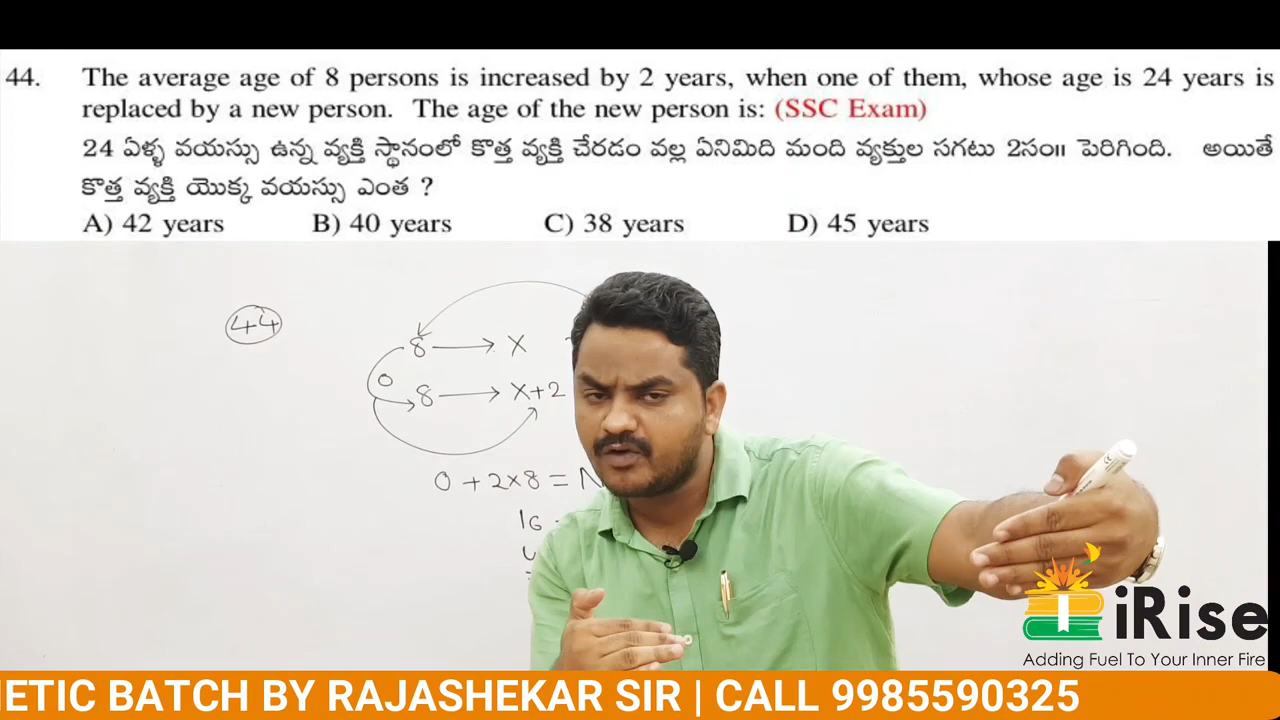 44. The average age of 8 persons is increased by 2 years, when one of them, whose age is 24 years is
replaced by a new person. The age of the new person is: (SSC Exam)
24 ఏళ్ళ వయస్సు ఉన్న వ్యక్తి స్థానంలో కొత్త వ్యక్తి చేరడం వల్ల ఏనిమిది మంది వ్యక్తుల సగటు 2సం॥ పెరిగింది. అయితే
కొత్త వ్యక్తి యొక్క వయస్సు ఎంత ?
A) 42 years B) 40 years C) 38 years D) 45 years
44
8 → X
0
8 → X+2
0 + 2×8 = N
16
iRise
Adding Fuel To Your Inner Fire
METIC BATCH BY RAJASHEKAR SIR | CALL 9985590325